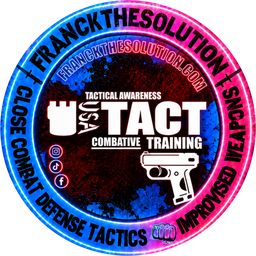 FRANCKTHESOLUTION
FRANCKTHESOLUTION.COM
TACTICAL AWARENESS
USA
TACT
COMBATIVE TRAINING
CLOSE COMBAT DEFENSE TACTICS
IMPROVISED WEAPONS